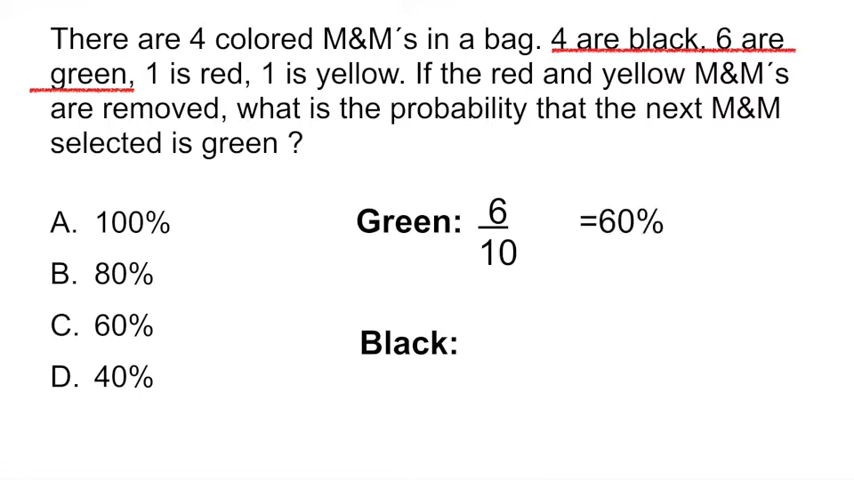 There are 4 colored M&M´s in a bag. 4 are black, 6 are
green, 1 is red, 1 is yellow. If the red and yellow M&M´s
are removed, what is the probability that the next M&M
selected is green ?
A. 100%
B. 80%
C. 60%
D. 40%
Green: 6/10 =60%
Black: